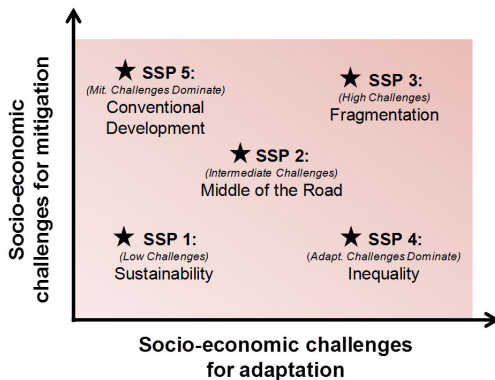 Socio-economic
challenges for mitigation
SSP 5:
(Mit. Challenges Dominate)
Conventional
Development
SSP 3:
(High Challenges)
Fragmentation
SSP 2:
(Intermediate Challenges)
Middle of the Road
SSP 1:
(Low Challenges)
Sustainability
SSP 4:
(Adapt. Challenges Dominate)
Inequality
Socio-economic challenges
for adaptation